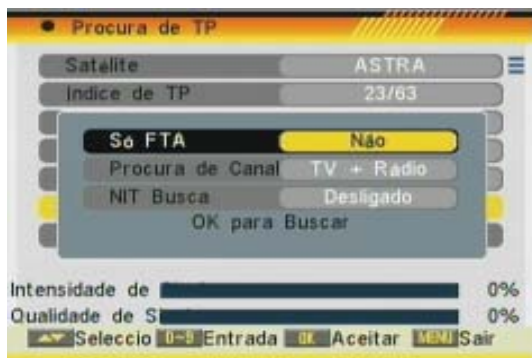 Procura de TP
Satélite ASTRA
Indice de TP 23/63
Só FTA Não
Procura de Canal TV + Rádio
NIT Busca Desligado
OK para Buscar
Intensidade de 0%
Qualidade de S 0%
Seleccio 0~9 Entrada OK Aceitar MENU Sair